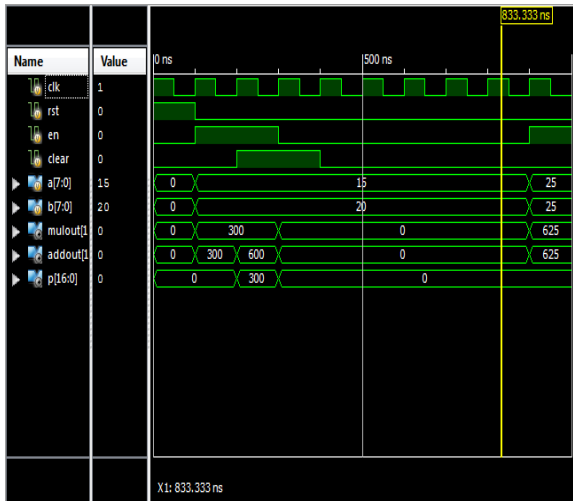 833.333 ns
Name Value 0 ns 500 ns
clk 1
rst 0
en 0
clear 0
a[7:0] 15 0 15 25
b[7:0] 20 0 20 25
mulout[1 0 0 300 0 625
addout[1 0 0 300 600 0 625
p[16:0] 0 0 300 0
X1: 833.333 ns